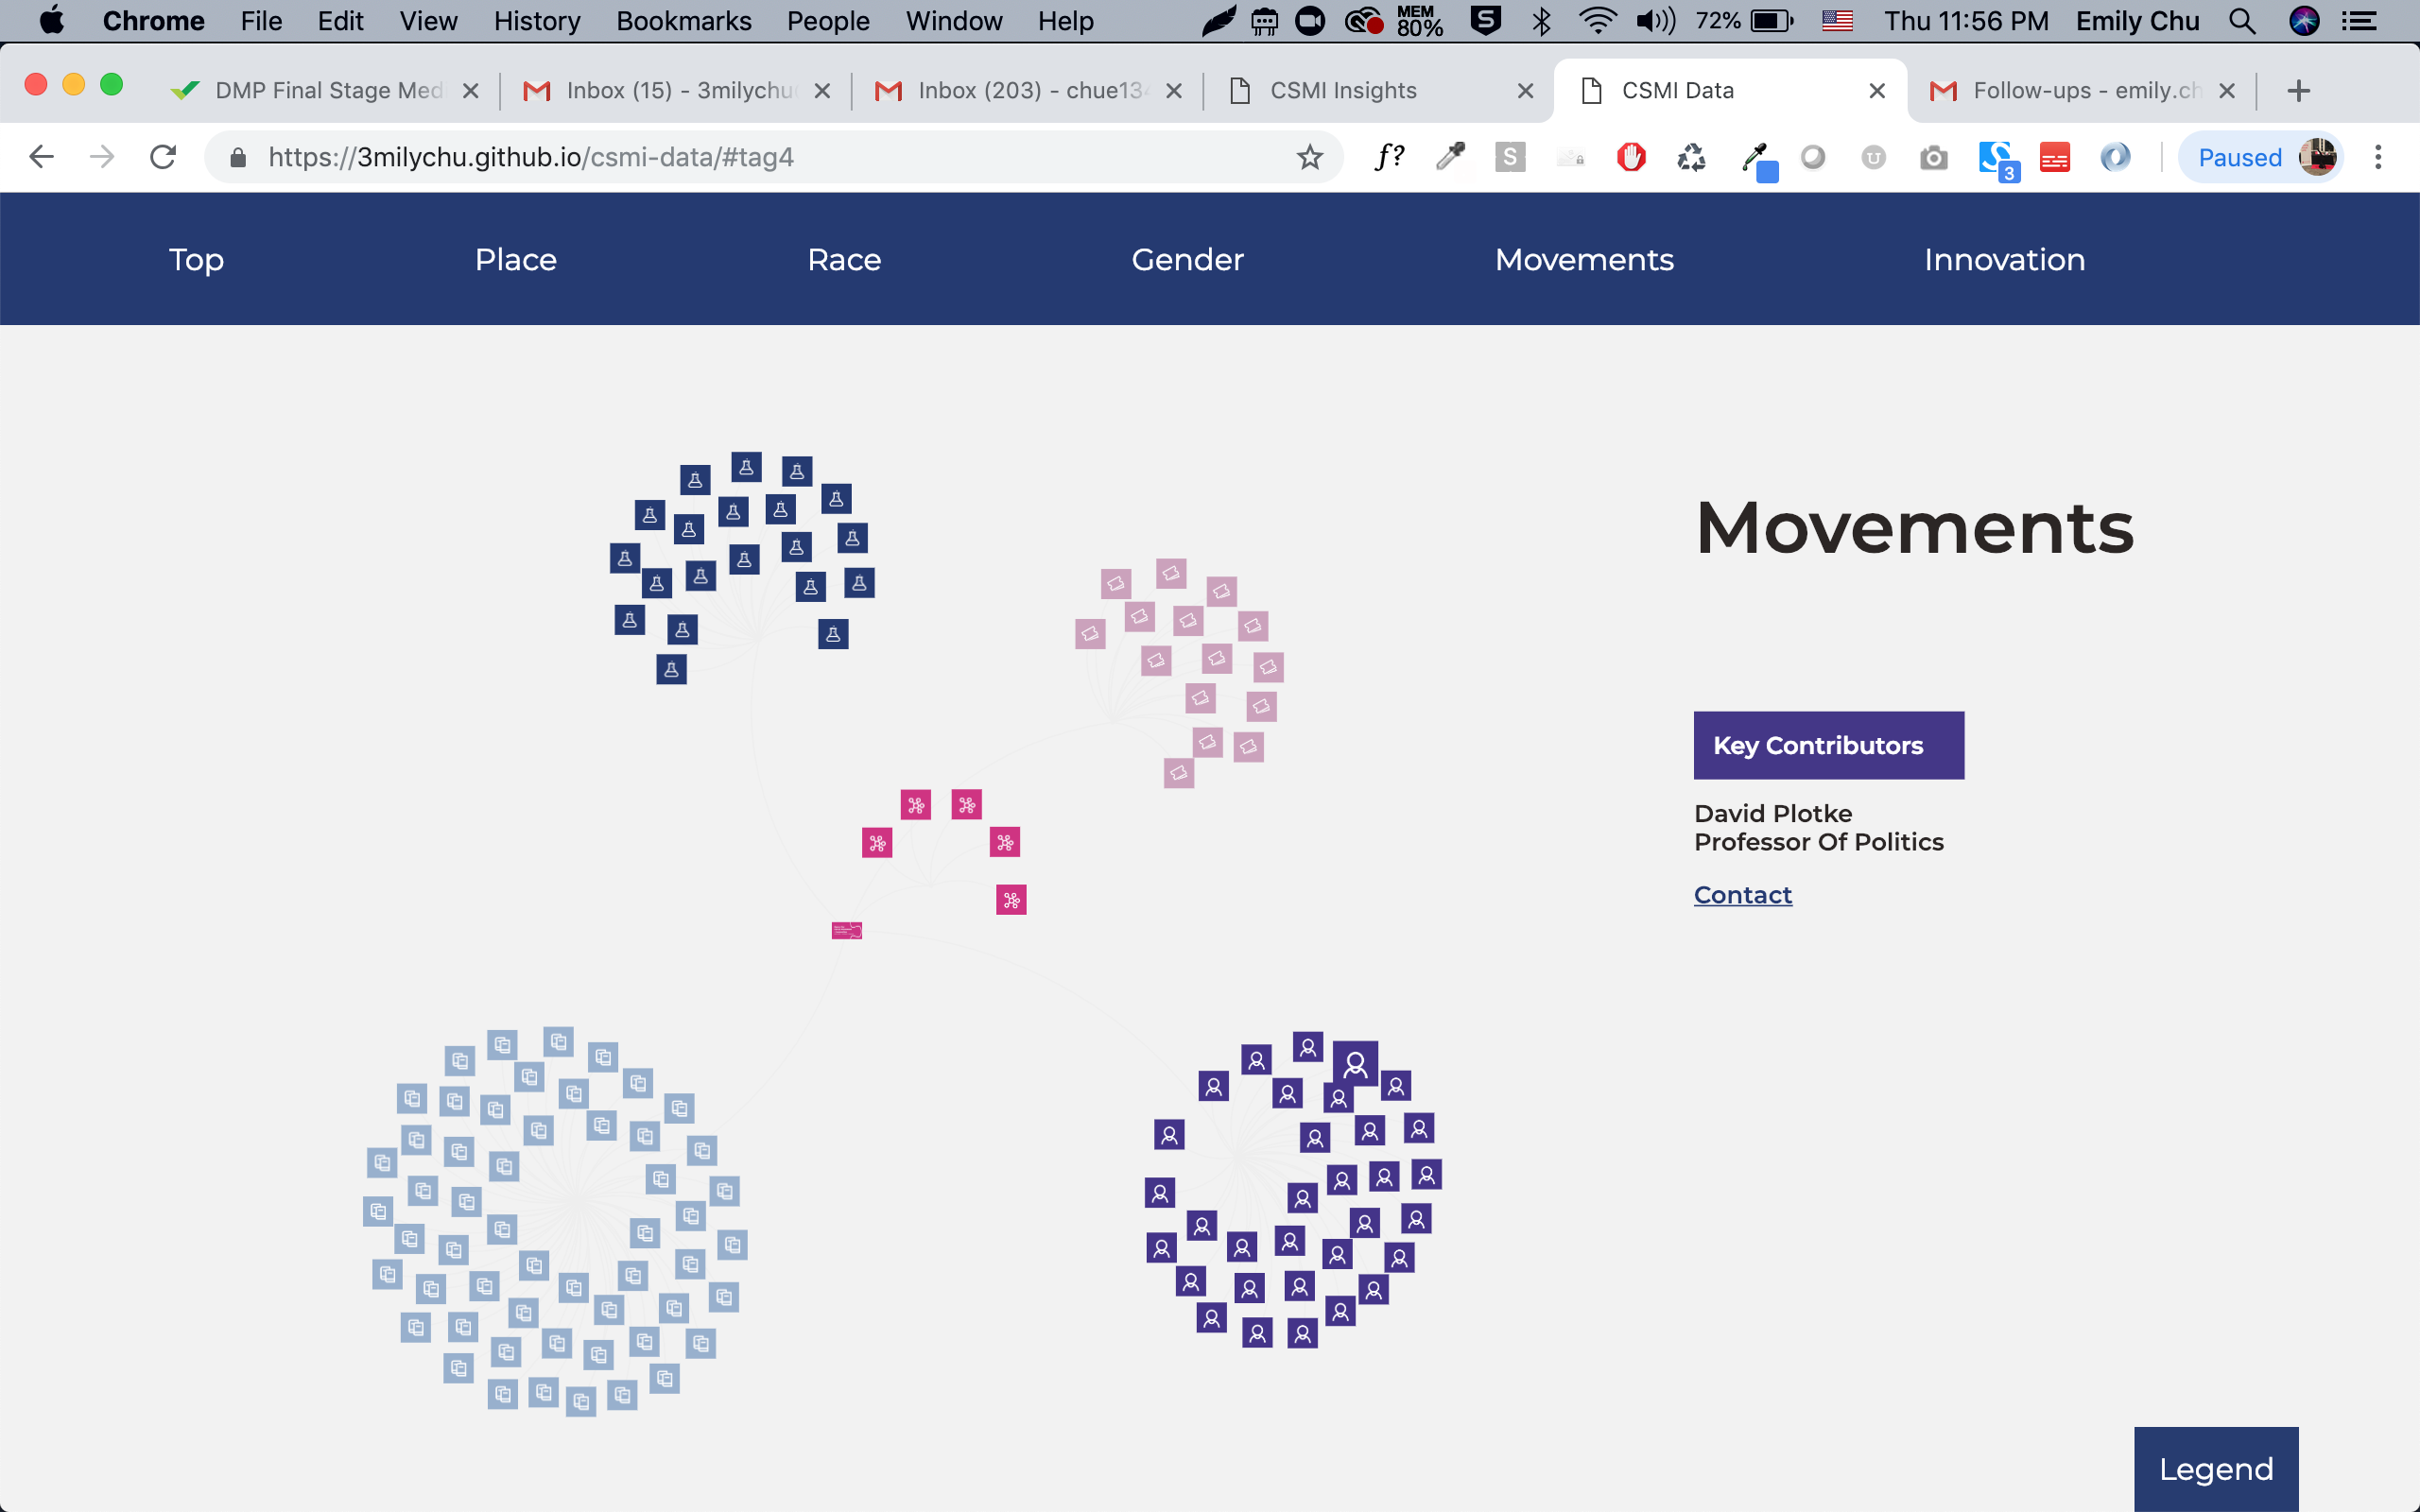 Chrome File Edit View History Bookmarks People Window Help MEM 80% S 72% Thu 11:56 PM Emily Chu
DMP Final Stage Med Inbox (15) - 3milychu Inbox (203) - chue134 CSMI Insights CSMI Data Follow-ups - emily.ch
https://3milychu.github.io/csmi-data/#tag4 f? S U 3 Paused
Top Place Race Gender Movements Innovation
Movements
Key Contributors
David Plotke
Professor Of Politics
Contact
Legend